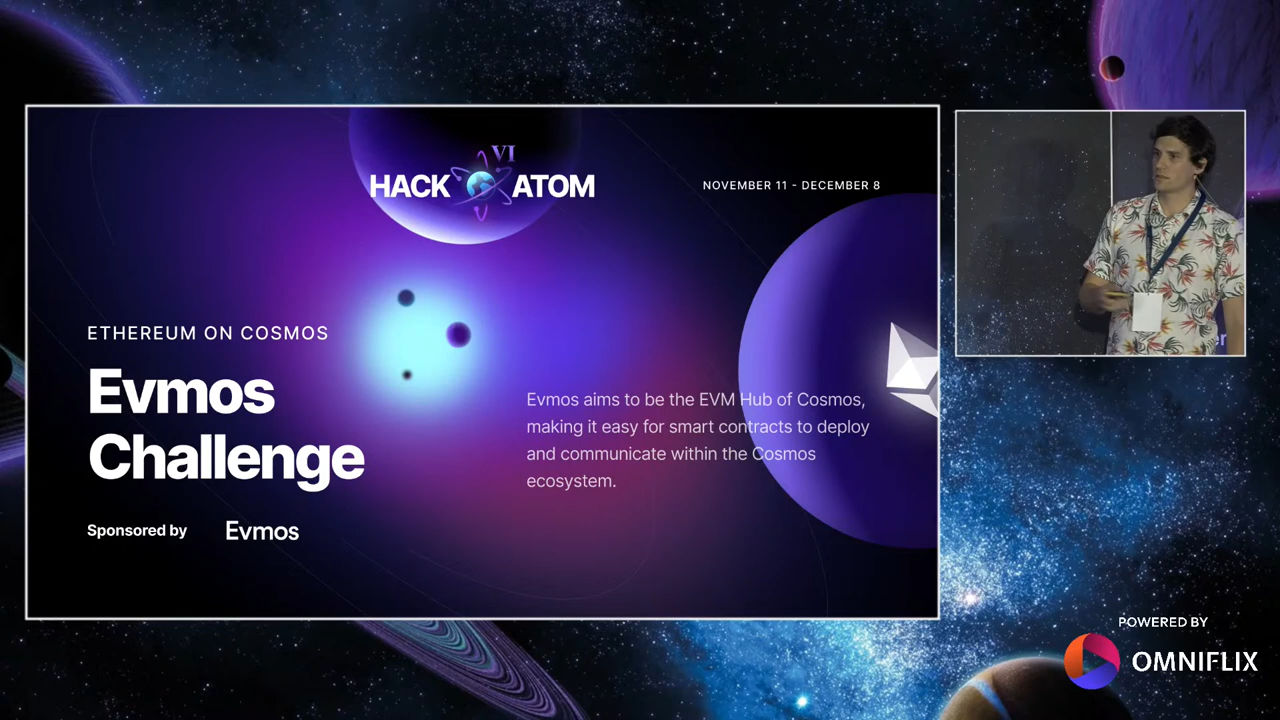 VI
HACK ATOM
NOVEMBER 11 - DECEMBER 8
ETHEREUM ON COSMOS
Evmos
Challenge
Evmos aims to be the EVM Hub of Cosmos,
making it easy for smart contracts to deploy
and communicate within the Cosmos
ecosystem.
Sponsored by Evmos
POWERED BY
OMNIFLIX